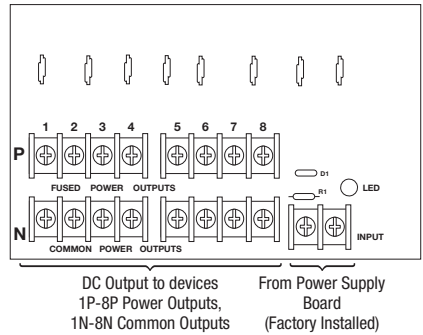 1 2 3 4 5 6 7 8
P
D1
FUSED POWER OUTPUTS
R1
LED
N
INPUT
COMMON POWER OUTPUTS
DC Output to devices
1P-8P Power Outputs,
1N-8N Common Outputs
From Power Supply
Board
(Factory Installed)